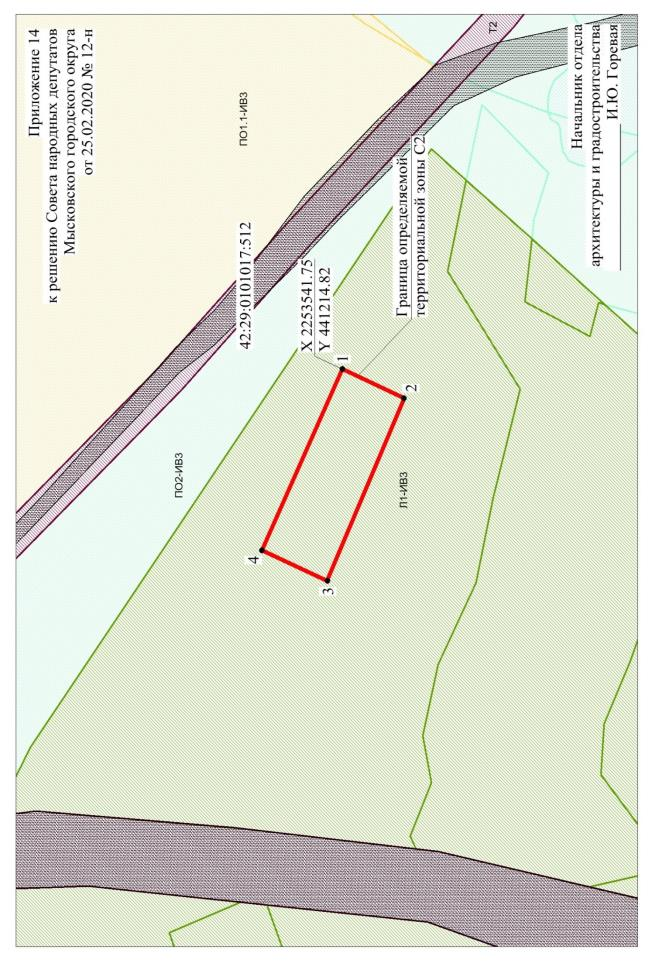 Приложение 14
к решению Совета народных депутатов
Мысковского городского округа
от 25.02.2020 № 12-н
Т2
ПО1.1-ИВ3
42:29:0101017:512
ПО2-ИВ3
X 2253541.75
Y 441214.82
1
Граница определяемой
территориальной зоны С2
2
4
3
Л1-ИВ3
Начальник отдела
архитектуры и градостроительства
И.Ю. Горевая